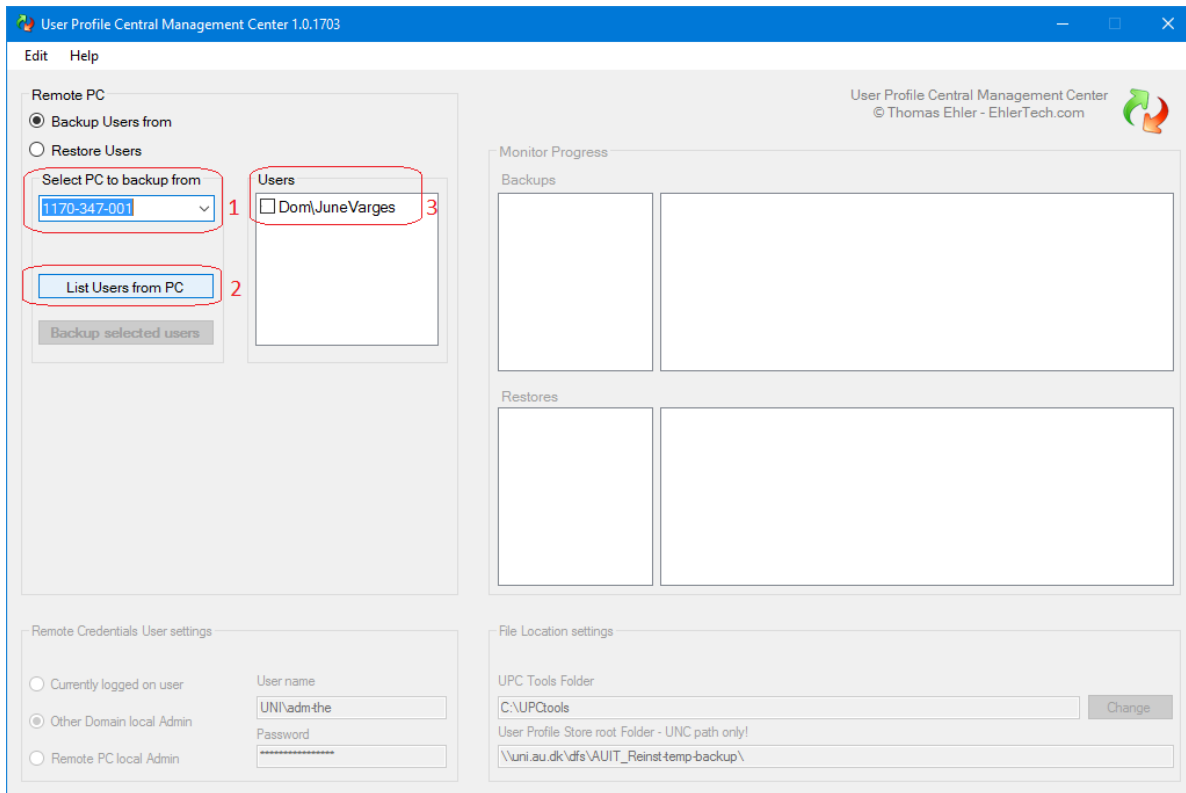 User Profile Central Management Center 1.0.1703
Edit Help
Remote PC
Backup Users from
Restore Users
Select PC to backup from
1170-347-001
1
List Users from PC
2
Backup selected users
Users
Dom\JuneVarges
3
User Profile Central Management Center
© Thomas Ehler - EhlerTech.com
Monitor Progress
Backups
Restores
Remote Credentials User settings
Currently logged on user
Other Domain local Admin
Remote PC local Admin
User name
UNI\adm-the
Password
****************
File Location settings
UPC Tools Folder
C:\UPCtools
Change
User Profile Store root Folder - UNC path only!
\\uni.au.dk\dfs\AUIT_Reinst-temp-backup\